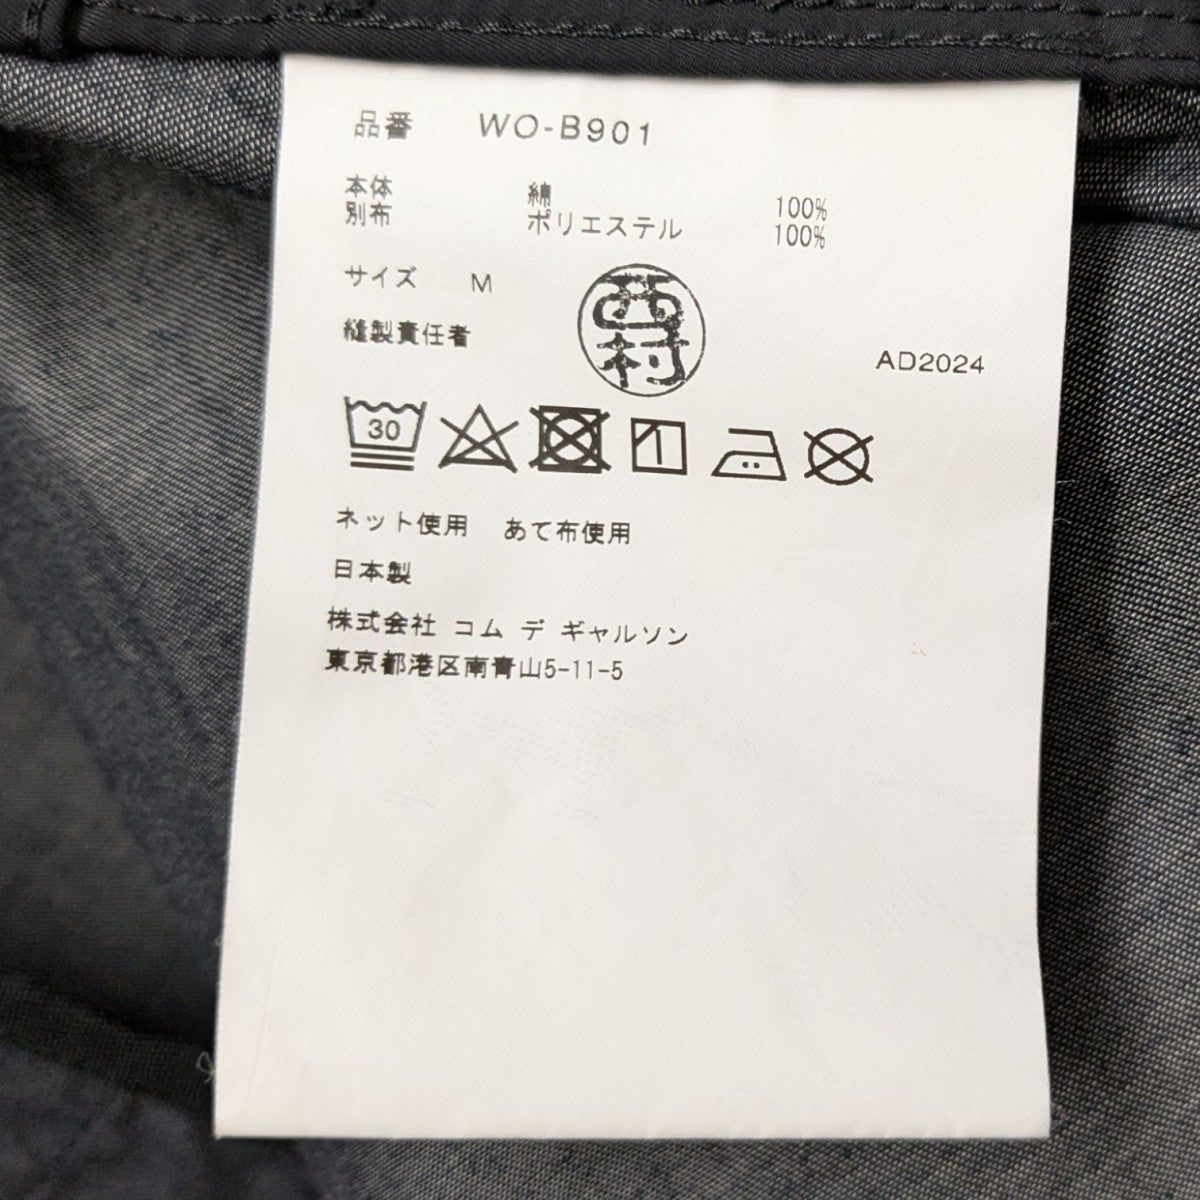 品番 WO-B901
本体 綿 100%
別布 ポリエステル 100%
サイズ M
縫製責任者 西村
AD2024
30
ネット使用 あて布使用
日本製
株式会社 コム デ ギャルソン
東京都港区南青山5-11-5